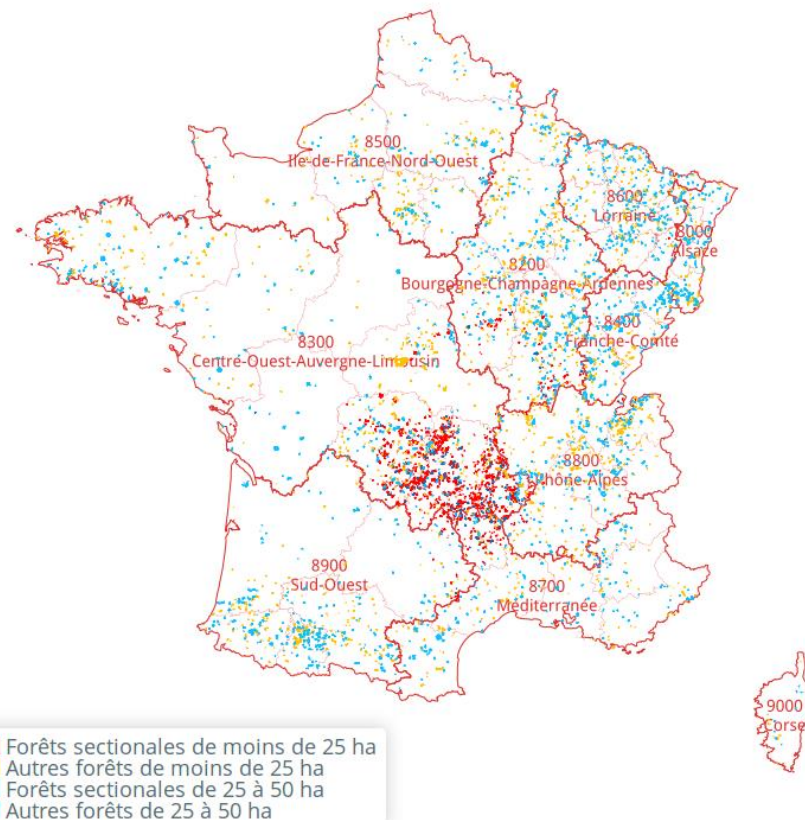 8500
Ile-de-France-Nord-Ouest
8600
Lorraine
8000
Alsace
8200
Bourgogne-Champagne-Ardennes
8400
Franche-Comté
8300
Centre-Ouest-Auvergne-Limousin
8800
Rhône-Alpes
8900
Sud-Ouest
8700
Méditerranée
9000
Corse
Forêts sectionales de moins de 25 ha
Autres forêts de moins de 25 ha
Forêts sectionales de 25 à 50 ha
Autres forêts de 25 à 50 ha